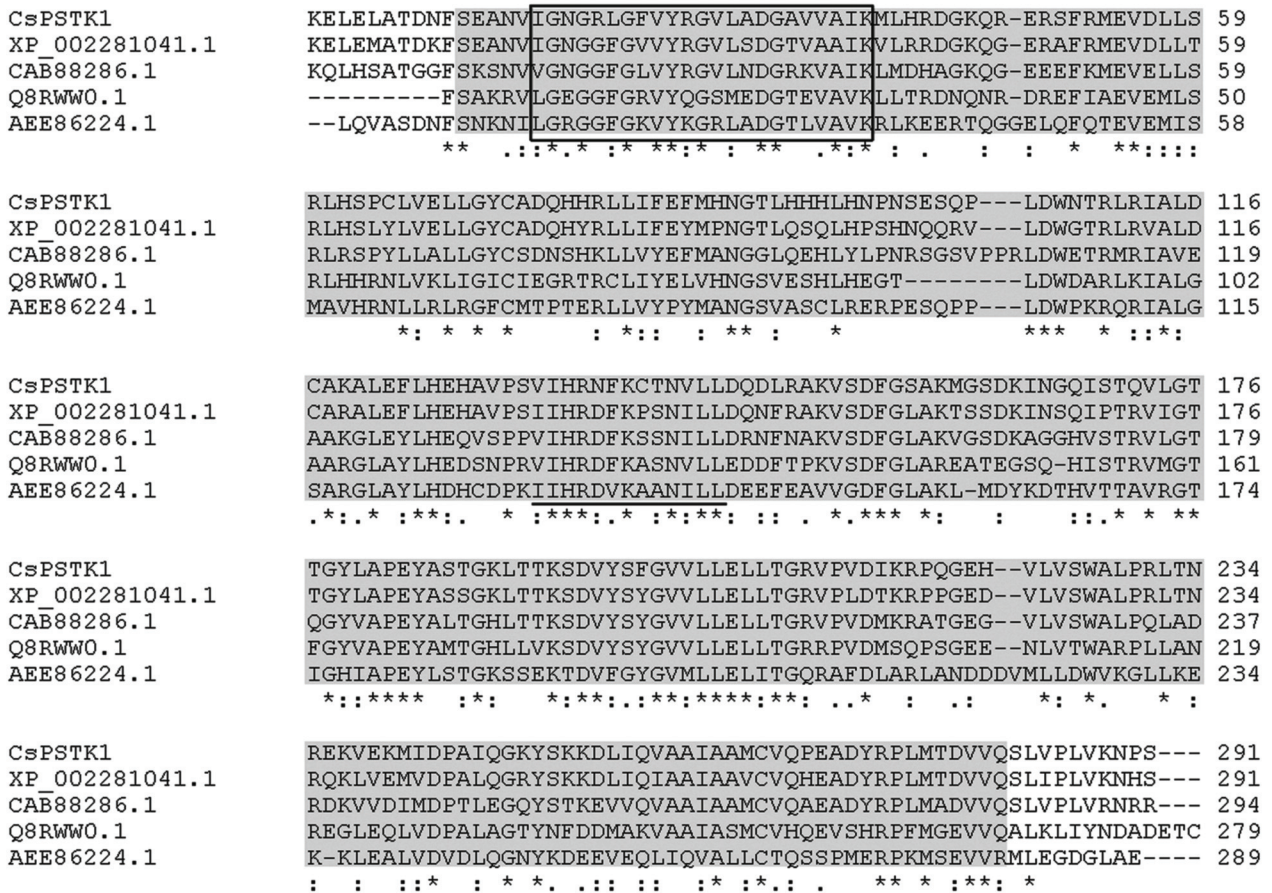 CsPSTK1 KELELATDNFSEANVIGNGRLGFVYRGVLADGAVVAIKMLHRDGKQR-ERSFRMEVDLLS 59
XP_002281041.1 KELEMATDKFSEANVIGNGGFGVVYRGVLSDGTVAAIKVLRRDGKQG-ERAFRMEVDLLT 59
CAB88286.1 KQLHSATGGFSKSNVVGNGGFGLVYRGVLNDGRKVAIKLMDHAGKQG-EEEFKMEVELLS 59
Q8RWW0.1 ---------FSAKRVLGEGGFGRVYQGSMEDGTEVAVKLLTRDNQNR-DREFIAEVEMLS 50
AEE86224.1 --LQVASDNFSNKNILGRGGFGKVYKGRLADGTLVAVKRLKEERTQGGELQFQTEVEMIS 58
** .::*.* :* **:* : ** .*:*: . : : * **::::
CsPSTK1 RLHSPCLVELLGYCADQHHRLLIFEFMHNGTLHHHLHNPNSESQP---LDWNTRLRIALD 116
XP_002281041.1 RLHSLYLVELLGYCADQHYRLLIFEYMPNGTLQSQLHPSHNQQRV---LDWGTRLRVALD 116
CAB88286.1 RLRSPYLLALLGYCSDNSHKLLVYEFMANGGLQEHLYLPNRSGSVPPRLDWETRMRIAVE 119
Q8RWW0.1 RLHHRNLVKLIGICIEGRTRCLIYELVHNGSVESHLHEGT--------LDWDARLKIALG 102
AEE86224.1 MAVHRNLLRLRGFCMTPTERLLVYPYMANGSVASCLRERPESQPP---LDWPKRQRIALG 115
*: * * * : *:: : ** : * *** * ::*:
CsPSTK1 CAKALEFLHEHAVPSVIHRNFKCTNVLLDQDLRAKVSDFGSAKMGSDKINGQISTQVLGT 176
XP_002281041.1 CARALEFLHEHAVPSIIHRDFKPSNILLDQNFRAKVSDFGLAKTSSDKINSQIPTRVIGT 176
CAB88286.1 AAKGLEYLHEQVSPPVIHRDFKSSNILLDRNFNAKVSDFGLAKVGSDKAGGHVSTRVLGT 179
Q8RWW0.1 AARGLAYLHEDSNPRVIHRDFKASNVLLEDDFTPKVSDFGLAREATEGSQ-HISTRVMGT 161
AEE86224.1 SARGLAYLHDHCDPKIIHRDVKAANILLDEEFEAVVGDFGLAKL-MDYKDTHVTTAVRGT 174
.*:.* :**:. * :***:.* :*:**: :: . *.*** *: : ::.* * **
CsPSTK1 TGYLAPEYASTGKLTTKSDVYSFGVVLLELLTGRVPVDIKRPQGEH--VLVSWALPRLTN 234
XP_002281041.1 TGYLAPEYASSGKLTTKSDVYSYGVVLLELLTGRVPLDTKRPPGED--VLVSWALPRLTN 234
CAB88286.1 QGYVAPEYALTGHLTTKSDVYSYGVVLLELLTGRVPVDMKRATGEG--VLVSWALPQLAD 237
Q8RWW0.1 FGYVAPEYAMTGHLLVKSDVYSYGVVLLELLTGRRPVDMSQPSGEE--NLVTWARPLLAN 219
AEE86224.1 IGHIAPEYLSTGKSSEKTDVFGYGVMLLELITGQRAFDLARLANDDDVMLLDWVKGLLKE 234
*::**** :*: *:**:.:**:****:**: ..* : .: *: *. * :
CsPSTK1 REKVEKMIDPAIQGKYSKKDLIQVAAIAAMCVQPEADYRPLMTDVVQSLVPLVKNPS--- 291
XP_002281041.1 RQKLVEMVDPALQGRYSKKDLIQIAAIAAVCVQHEADYRPLMTDVVQSLIPLVKNHS--- 291
CAB88286.1 RDKVVDIMDPTLEGQYSTKEVVQVAAIAAMCVQAEADYRPLMADVVQSLVPLVRNRR--- 294
Q8RWW0.1 REGLEQLVDPALAGTYNFDDMAKVAAIASMCVHQEVSHRPFMGEVVQALKLIYNDADETC 279
AEE86224.1 K-KLEALVDVDLQGNYKDEEVEQLIQVALLCTQSSPMERPKMSEVVRMLEGDGLAE---- 289
: : ::* : * *. .:: :: :* :*.: . ** * :**: *